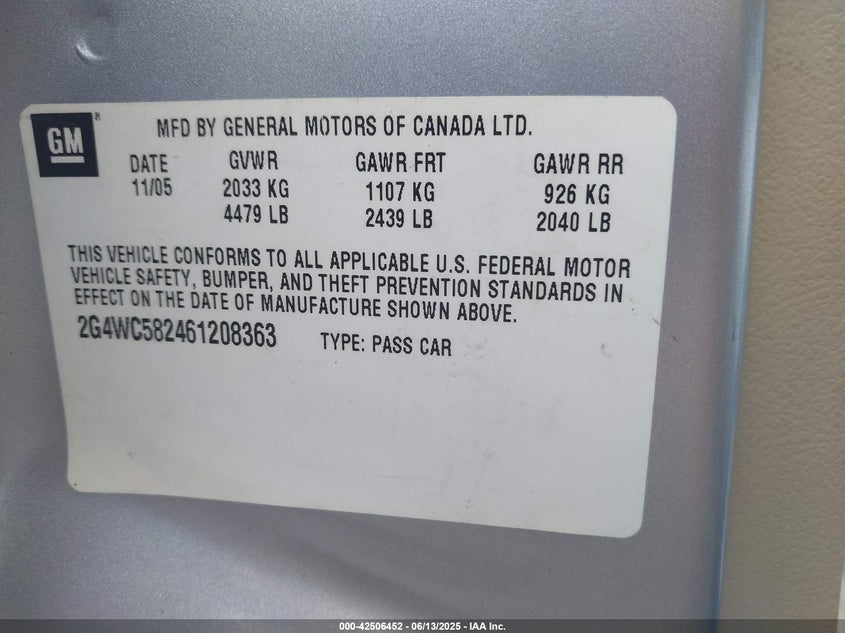 GM ®
MFD BY GENERAL MOTORS OF CANADA LTD.
DATE GVWR GAWR FRT GAWR RR
11/05 2033 KG 1107 KG 926 KG
4479 LB 2439 LB 2040 LB
THIS VEHICLE CONFORMS TO ALL APPLICABLE U.S. FEDERAL MOTOR
VEHICLE SAFETY, BUMPER, AND THEFT PREVENTION STANDARDS IN
EFFECT ON THE DATE OF MANUFACTURE SHOWN ABOVE.
2G4WC582461208363 TYPE: PASS CAR
000-42506452 - 06/13/2025 - IAA Inc.